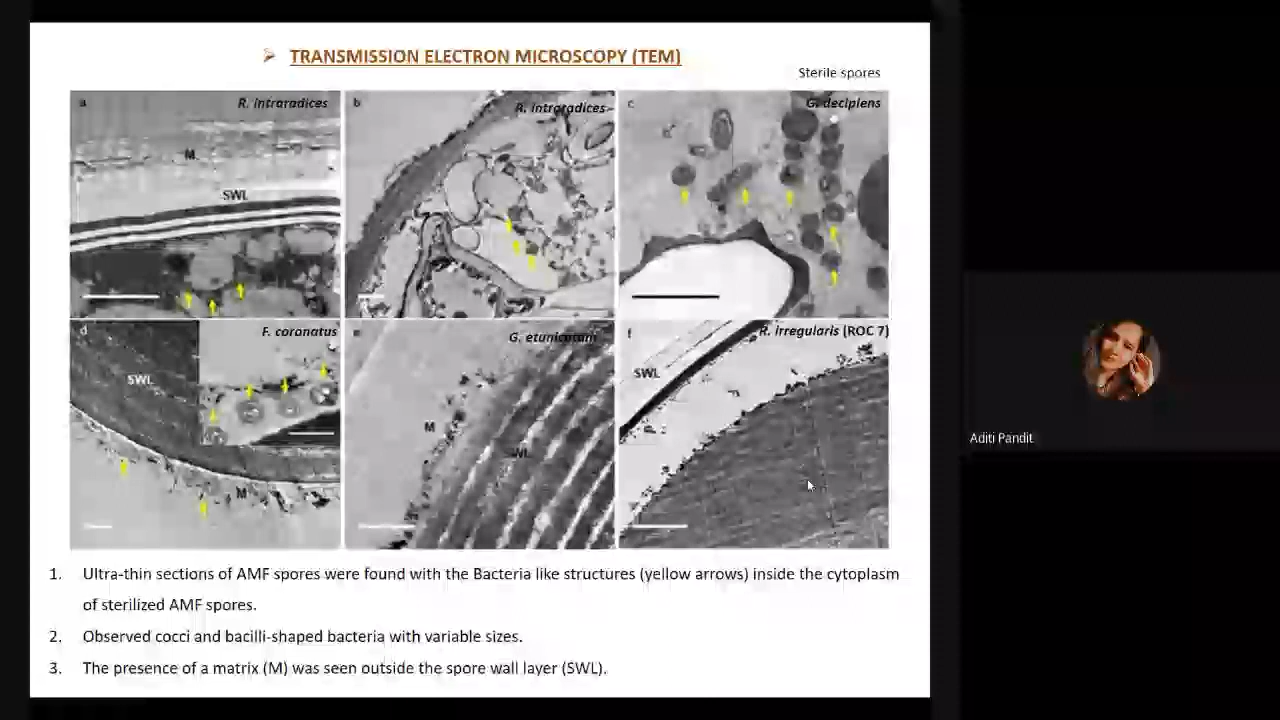 ➢ TRANSMISSION ELECTRON MICROSCOPY (TEM)
Sterile spores
a R. intraradices
b R. intraradices
c G. decipiens
M
SWL
d F. coronatus
e G. etunicatum
f R. irregularis (ROC 7)
SWL
M
M
SWL
SWL
Aditi Pandit
1. Ultra-thin sections of AMF spores were found with the Bacteria like structures (yellow arrows) inside the cytoplasm
of sterilized AMF spores.
2. Observed cocci and bacilli-shaped bacteria with variable sizes.
3. The presence of a matrix (M) was seen outside the spore wall layer (SWL).